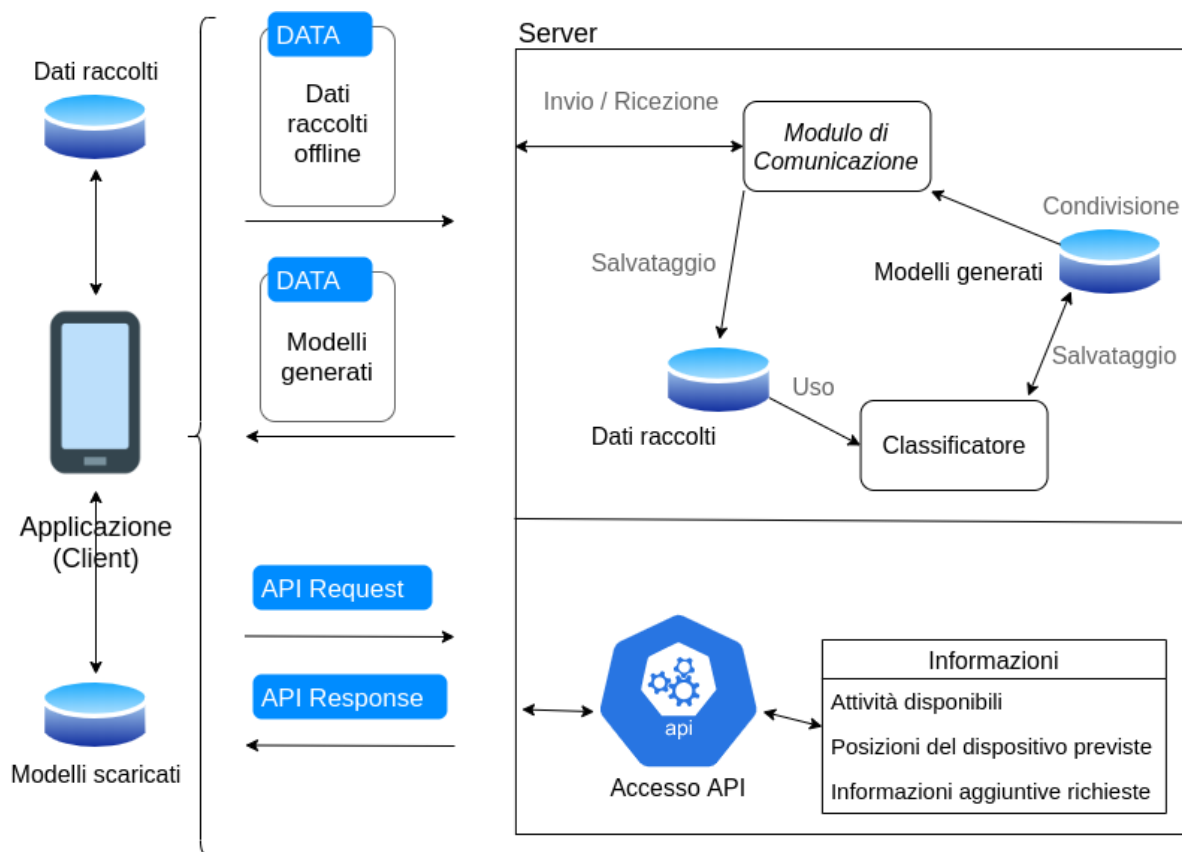 Dati raccolti
Applicazione
(Client)
Modelli scaricati
DATA
Dati
raccolti
offline
DATA
Modelli
generati
API Request
API Response
Server
Invio / Ricezione
Modulo di
Comunicazione
Condivisione
Modelli generati
Salvataggio
Salvataggio
Uso
Dati raccolti
Classificatore
api
Accesso API
Informazioni
Attività disponibili
Posizioni del dispositivo previste
Informazioni aggiuntive richieste